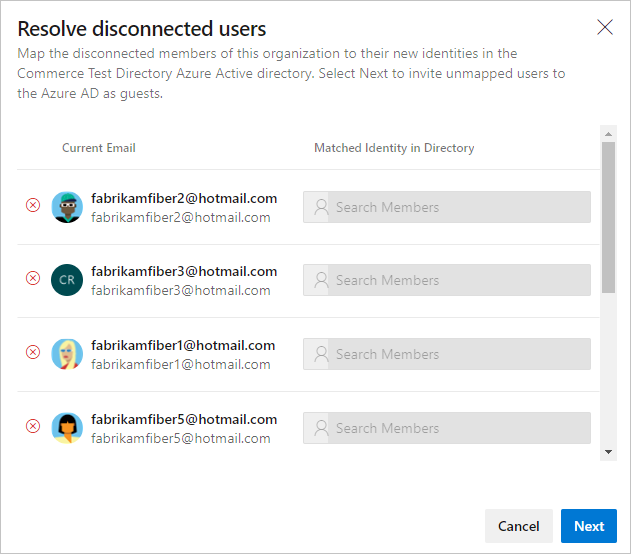 Resolve disconnected users
Map the disconnected members of this organization to their new identities in the
Commerce Test Directory Azure Active directory. Select Next to invite unmapped users to
the Azure AD as guests.
Current Email
Matched Identity in Directory
fabrikamfiber2@hotmail.com
fabrikamfiber2@hotmail.com
Search Members
CR
fabrikamfiber3@hotmail.com
fabrikamfiber3@hotmail.com
Search Members
fabrikamfiber1@hotmail.com
fabrikamfiber1@hotmail.com
Search Members
fabrikamfiber5@hotmail.com
fabrikamfiber5@hotmail.com
Search Members
Cancel
Next